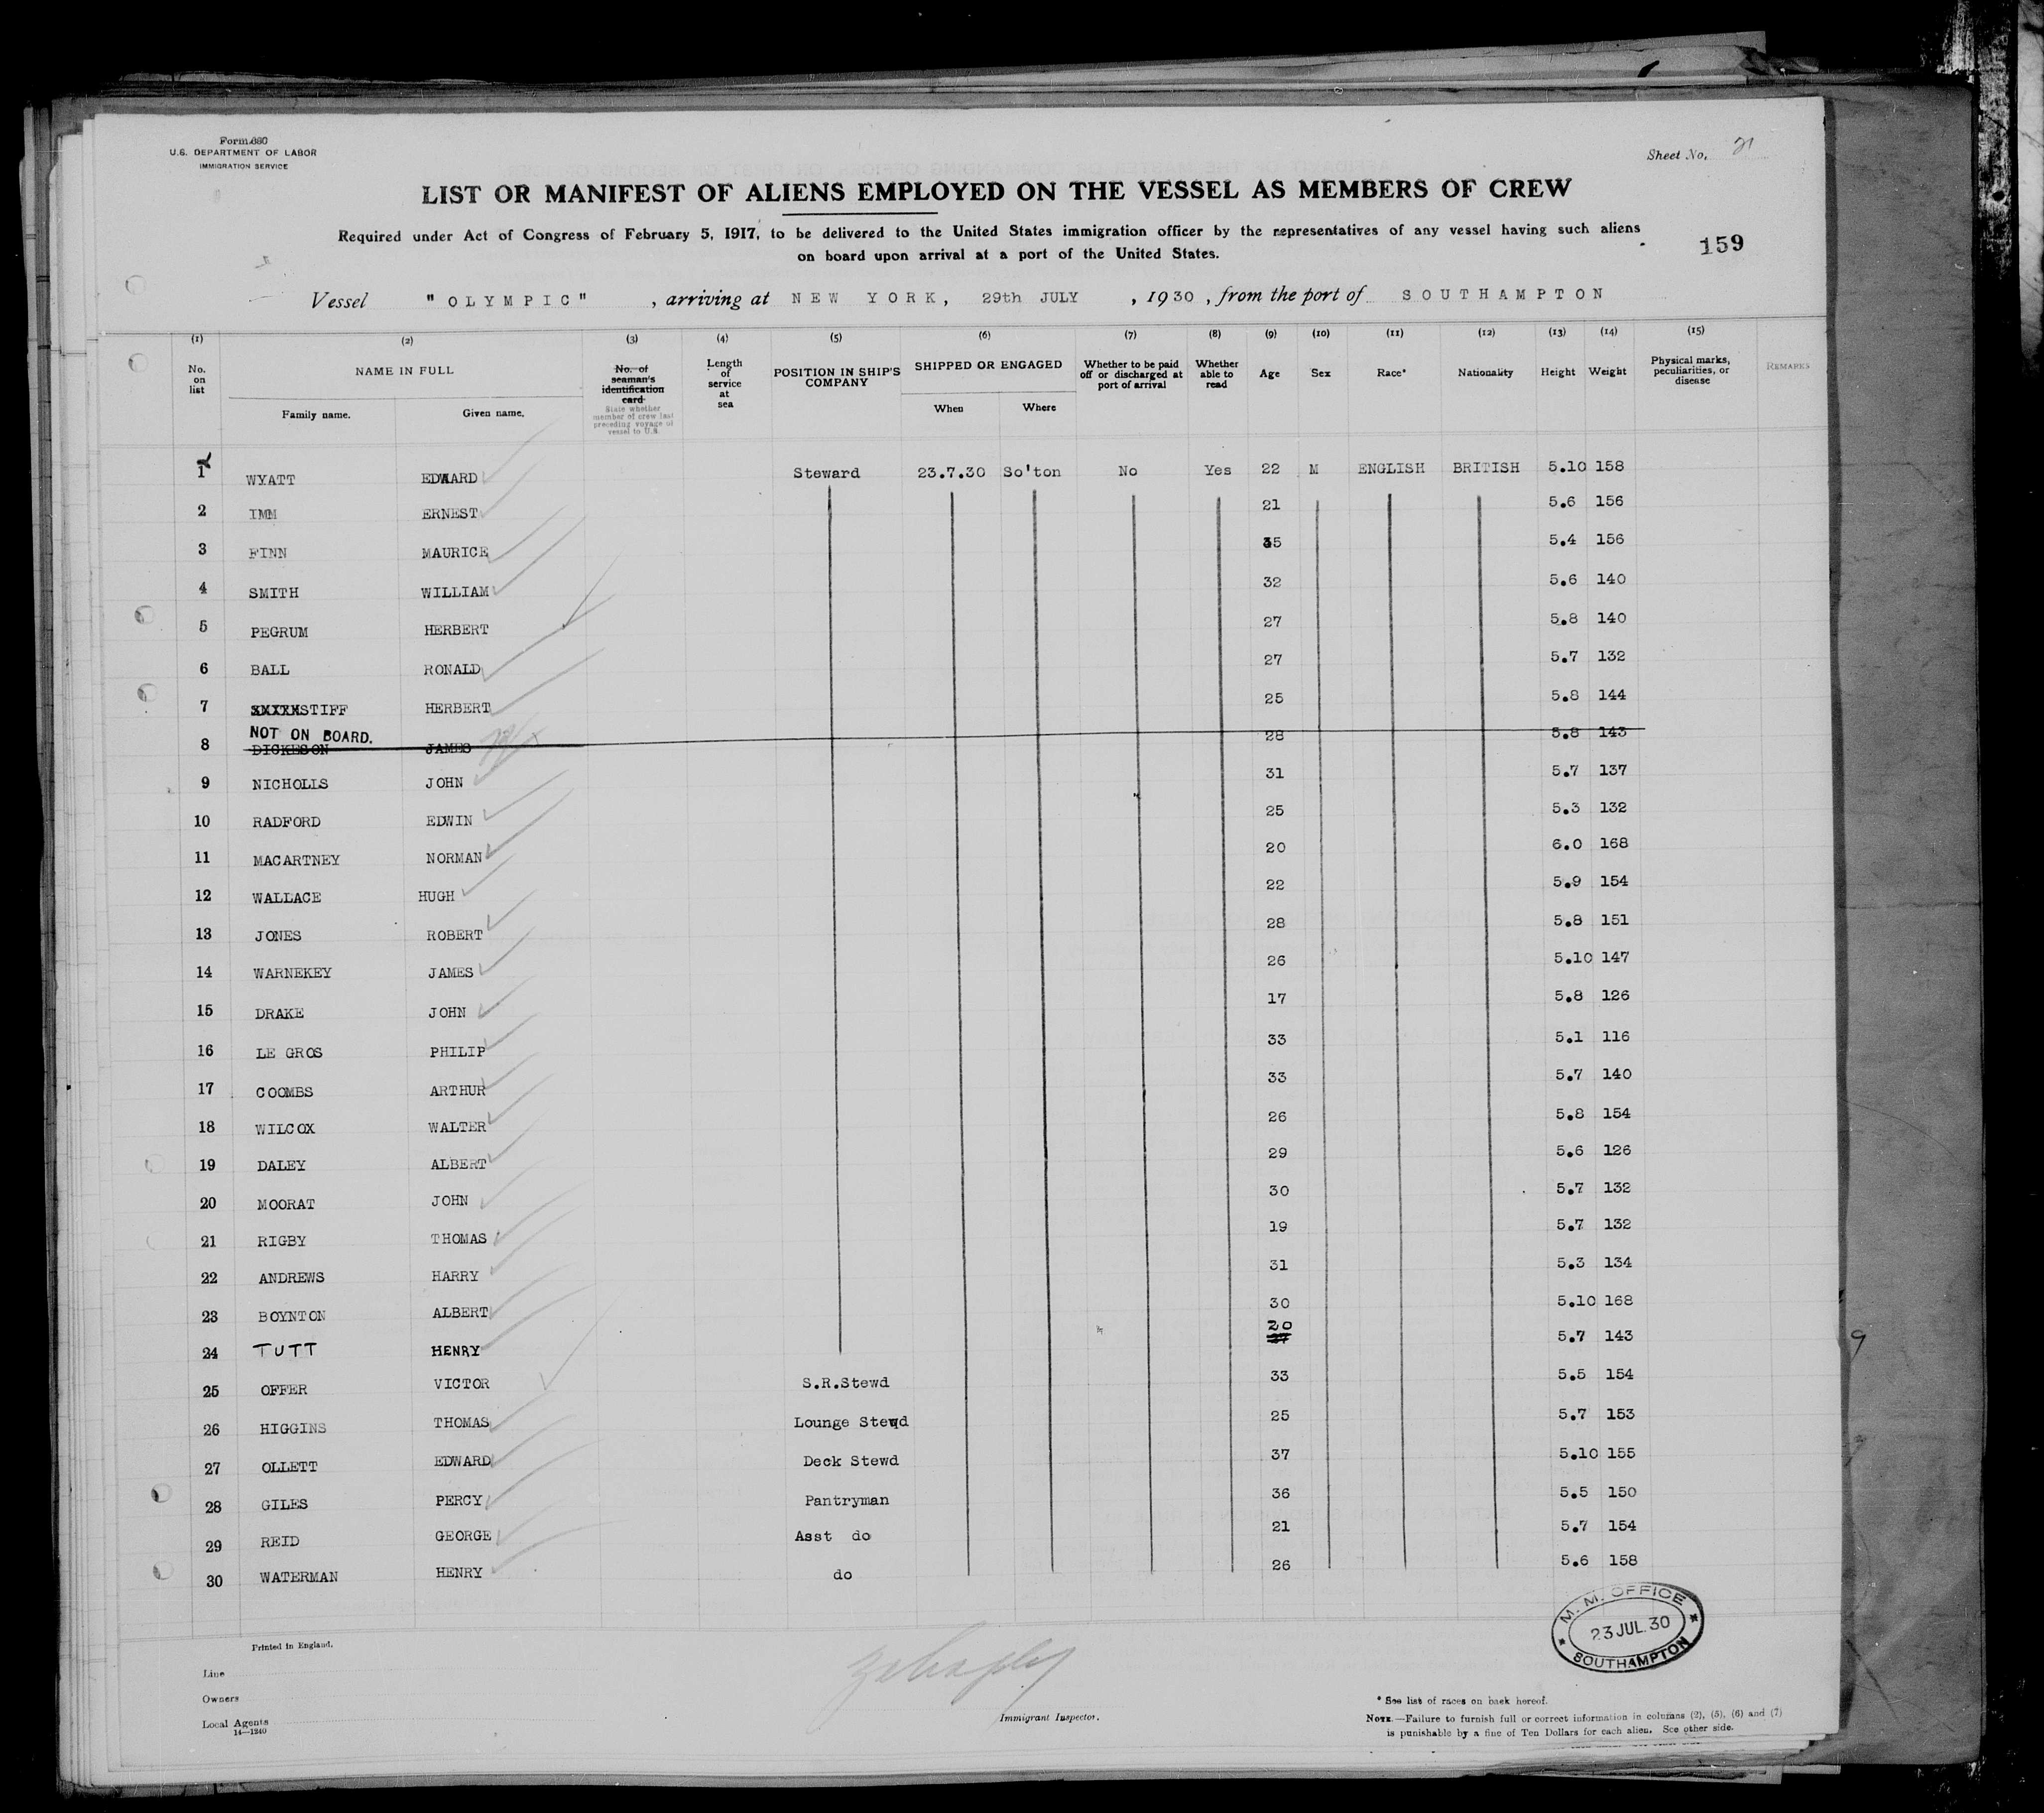 Form 680
U.S. DEPARTMENT OF LABOR
IMMIGRATION SERVICE
Sheet No. 21
LIST OR MANIFEST OF ALIENS EMPLOYED ON THE VESSEL AS MEMBERS OF CREW
Required under Act of Congress of February 5, 1917, to be delivered to the United States immigration officer by the representatives of any vessel having such aliens
on board upon arrival at a port of the United States.
159
Vessel "OLYMPIC", arriving at NEW YORK, 29th JULY, 1930, from the port of SOUTHAMPTON
(1) (2) (3) (4) (5) (6) (7) (8) (9) (10) (11) (12) (13) (14) (15)
No. on list
NAME IN FULL
Family name. Given name.
No. of seaman's identification card
State whether member of crew last preceding voyage of vessel to U.S.
Length of service at sea
POSITION IN SHIP'S COMPANY
SHIPPED OR ENGAGED
When Where
Whether to be paid off or discharged at port of arrival
Whether able to read
Age
Sex
Race*
Nationality
Height
Weight
Physical marks, peculiarities, or disease
REMARKS
1 WYATT EDWARD Steward 23.7.30 So'ton No Yes 22 M ENGLISH BRITISH 5.10 158
2 IMM ERNEST 21 5.6 156
3 FINN MAURICE 35 5.4 156
4 SMITH WILLIAM 32 5.6 140
5 PEGRUM HERBERT 27 5.8 140
6 BALL RONALD 27 5.7 132
7 STIFF HERBERT 25 5.8 144
NOT ON BOARD.
8 DICKESON JAMES 28 5.8 143
9 NICHOLLS JOHN 31 5.7 137
10 RADFORD EDWIN 25 5.3 132
11 MACARTNEY NORMAN 20 6.0 168
12 WALLACE HUGH 22 5.9 154
13 JONES ROBERT 28 5.8 151
14 WARNEKEY JAMES 26 5.10 147
15 DRAKE JOHN 17 5.8 126
16 LE GROS PHILIP 33 5.1 116
17 COOMBS ARTHUR 33 5.7 140
18 WILCOX WALTER 26 5.8 154
19 DALEY ALBERT 29 5.6 126
20 MOORAT JOHN 30 5.7 132
21 RIGBY THOMAS 19 5.7 132
22 ANDREWS HARRY 31 5.3 134
23 BOYNTON ALBERT 30 5.10 168
24 TUTT HENRY 20 5.7 143
25 OFFER VICTOR S.R.Stewd 33 5.5 154
26 HIGGINS THOMAS Lounge Stewd 25 5.7 153
27 OLLETT EDWARD Deck Stewd 37 5.10 155
28 GILES PERCY Pantryman 36 5.5 150
29 REID GEORGE Asst do 21 5.7 154
30 WATERMAN HENRY do 26 5.6 158
M. M. OFFICE
23 JUL. 30
SOUTHAMPTON
Printed in England.
Line
Owners
Local Agents
14—1240
Immigrant Inspector.
* See list of races on back hereof.
NOTE.—Failure to furnish full or correct information in columns (2), (5), (6) and (7)
is punishable by a fine of Ten Dollars for each alien. See other side.